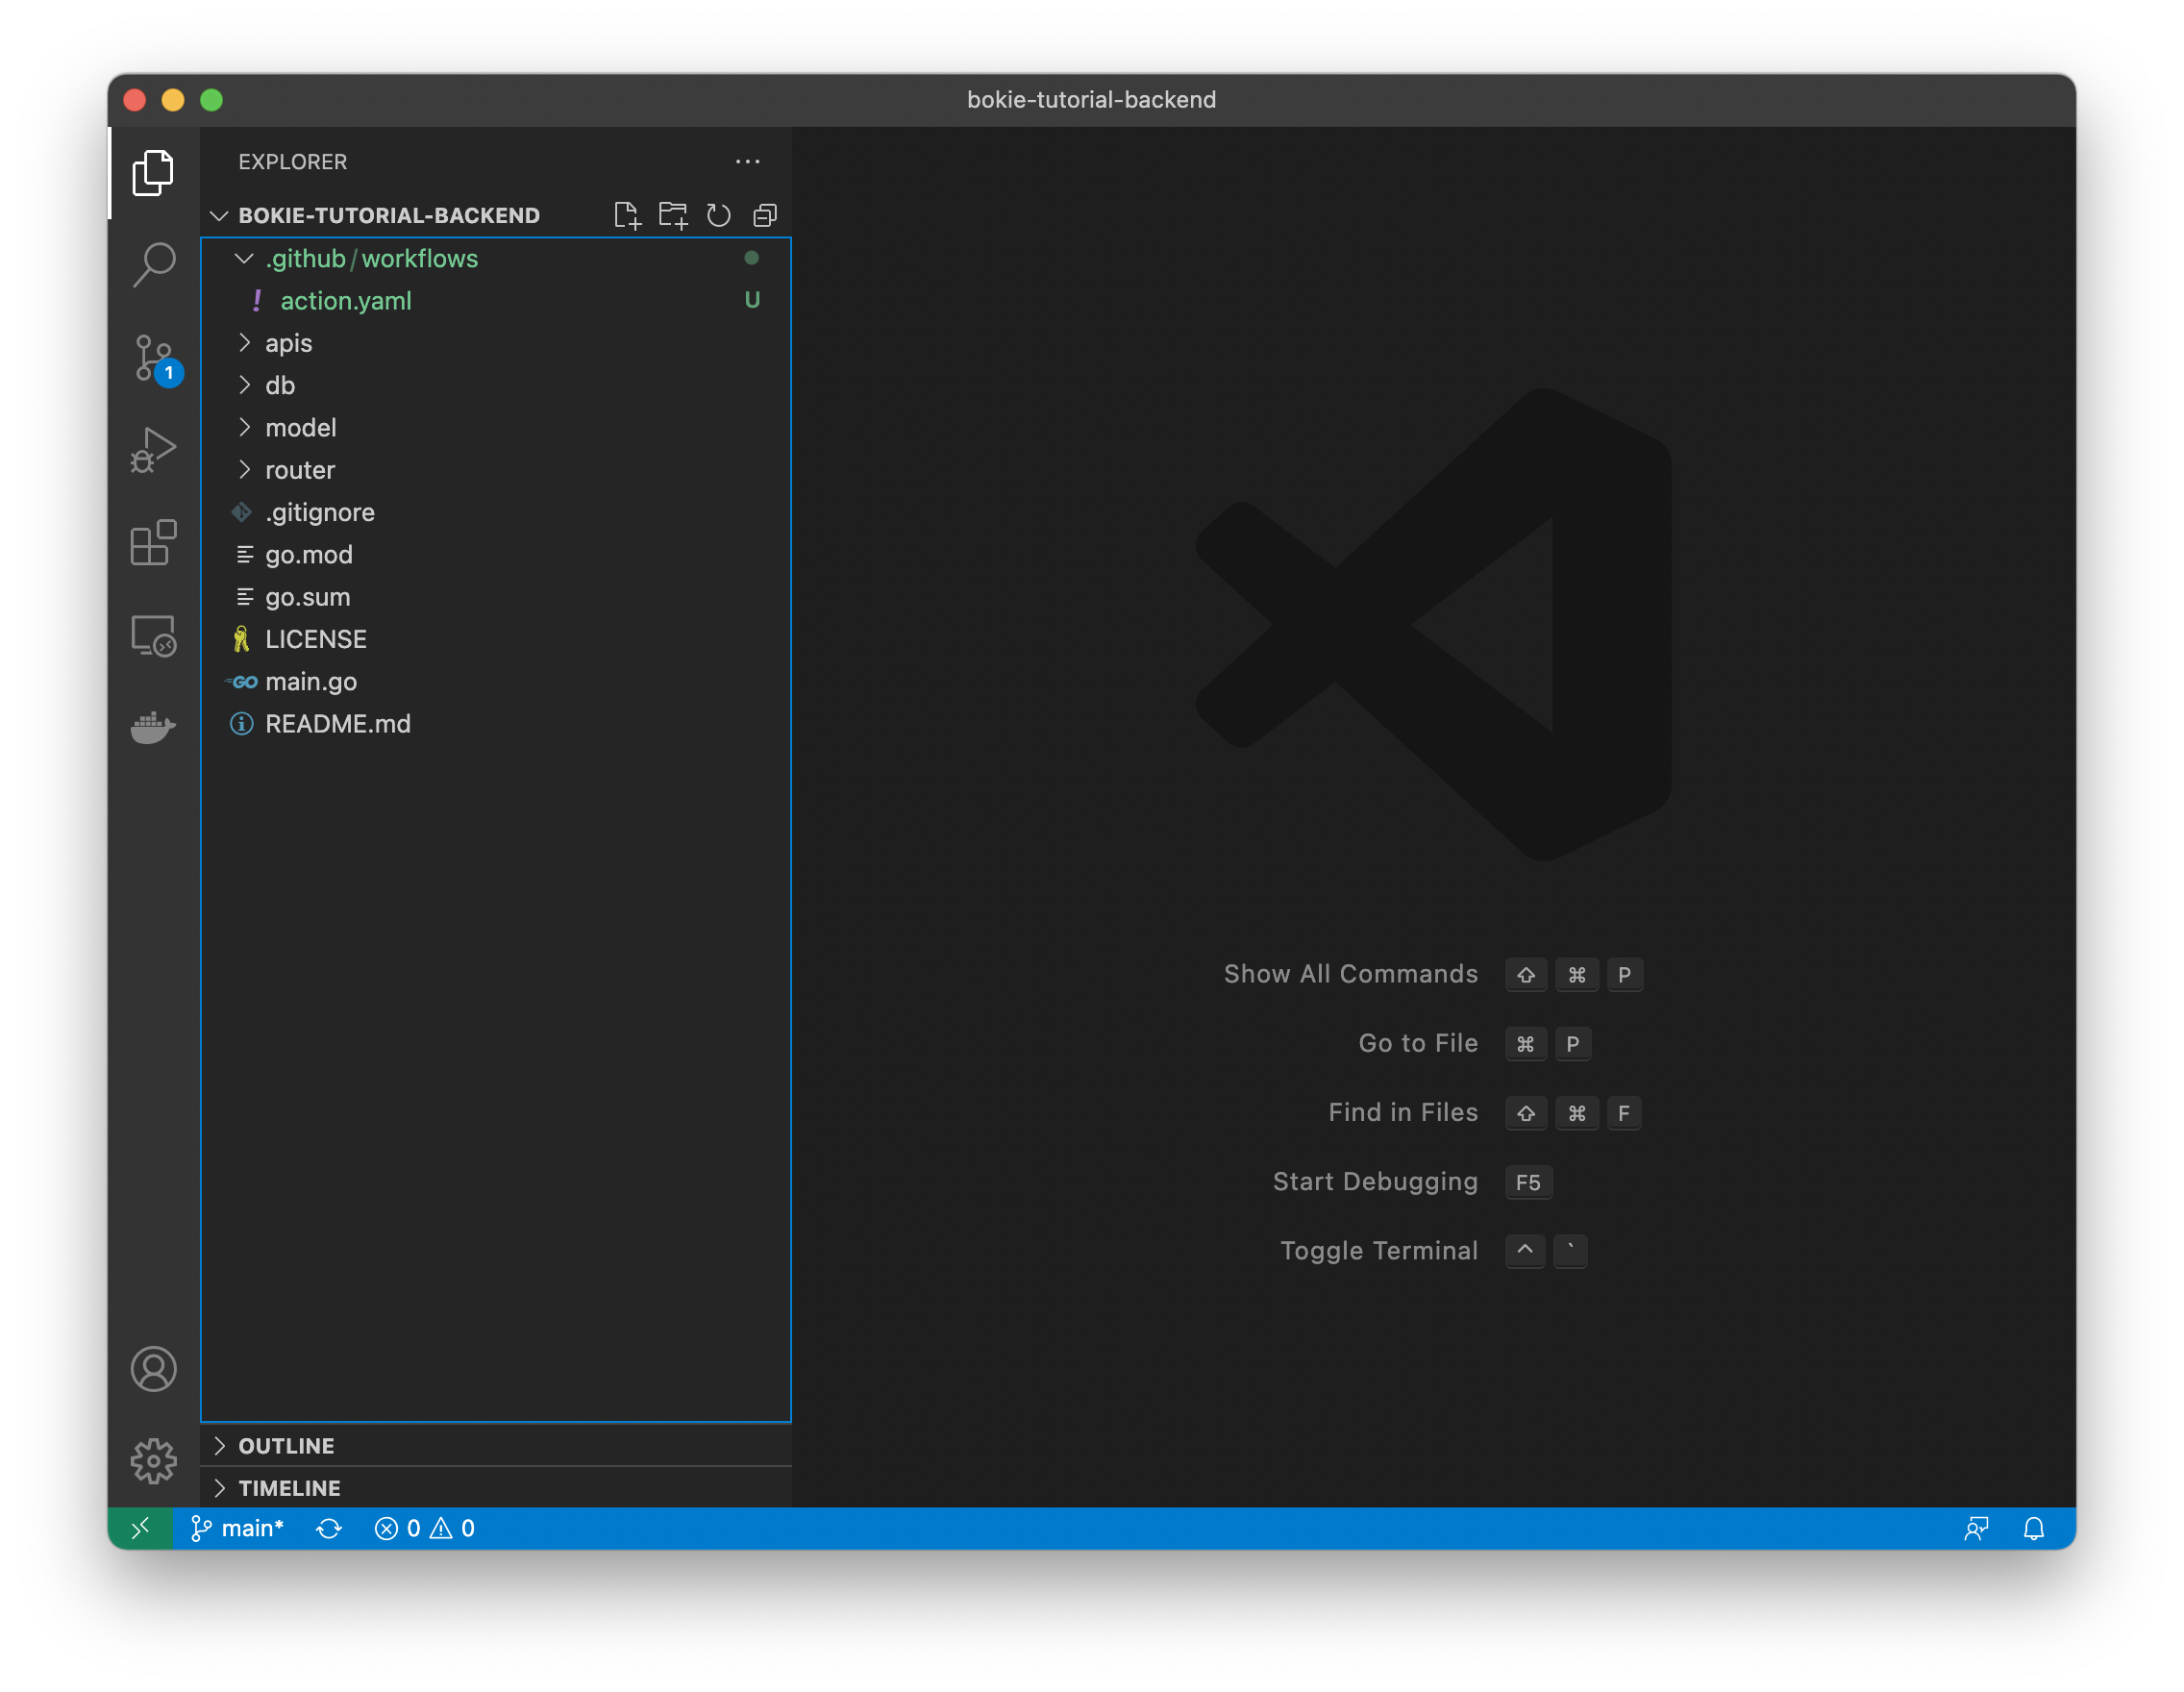 bokie-tutorial-backend
EXPLORER
BOKIE-TUTORIAL-BACKEND
.github/workflows
! action.yaml U
apis
db
model
router
.gitignore
go.mod
go.sum
LICENSE
GO main.go
README.md
1
Show All Commands ⇧ ⌘ P
Go to File ⌘ P
Find in Files ⇧ ⌘ F
Start Debugging F5
Toggle Terminal ^ `
OUTLINE
TIMELINE
main* 0 0